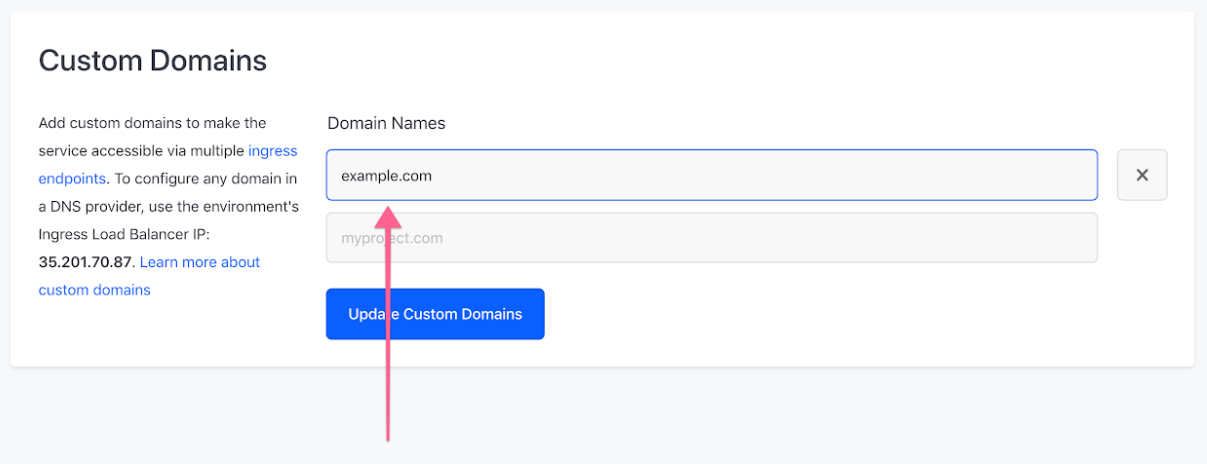 Custom Domains
Add custom domains to make the
service accessible via multiple ingress
endpoints. To configure any domain in
a DNS provider, use the environment's
Ingress Load Balancer IP:
35.201.70.87. Learn more about
custom domains
Domain Names
example.com
myproject.com
Update Custom Domains